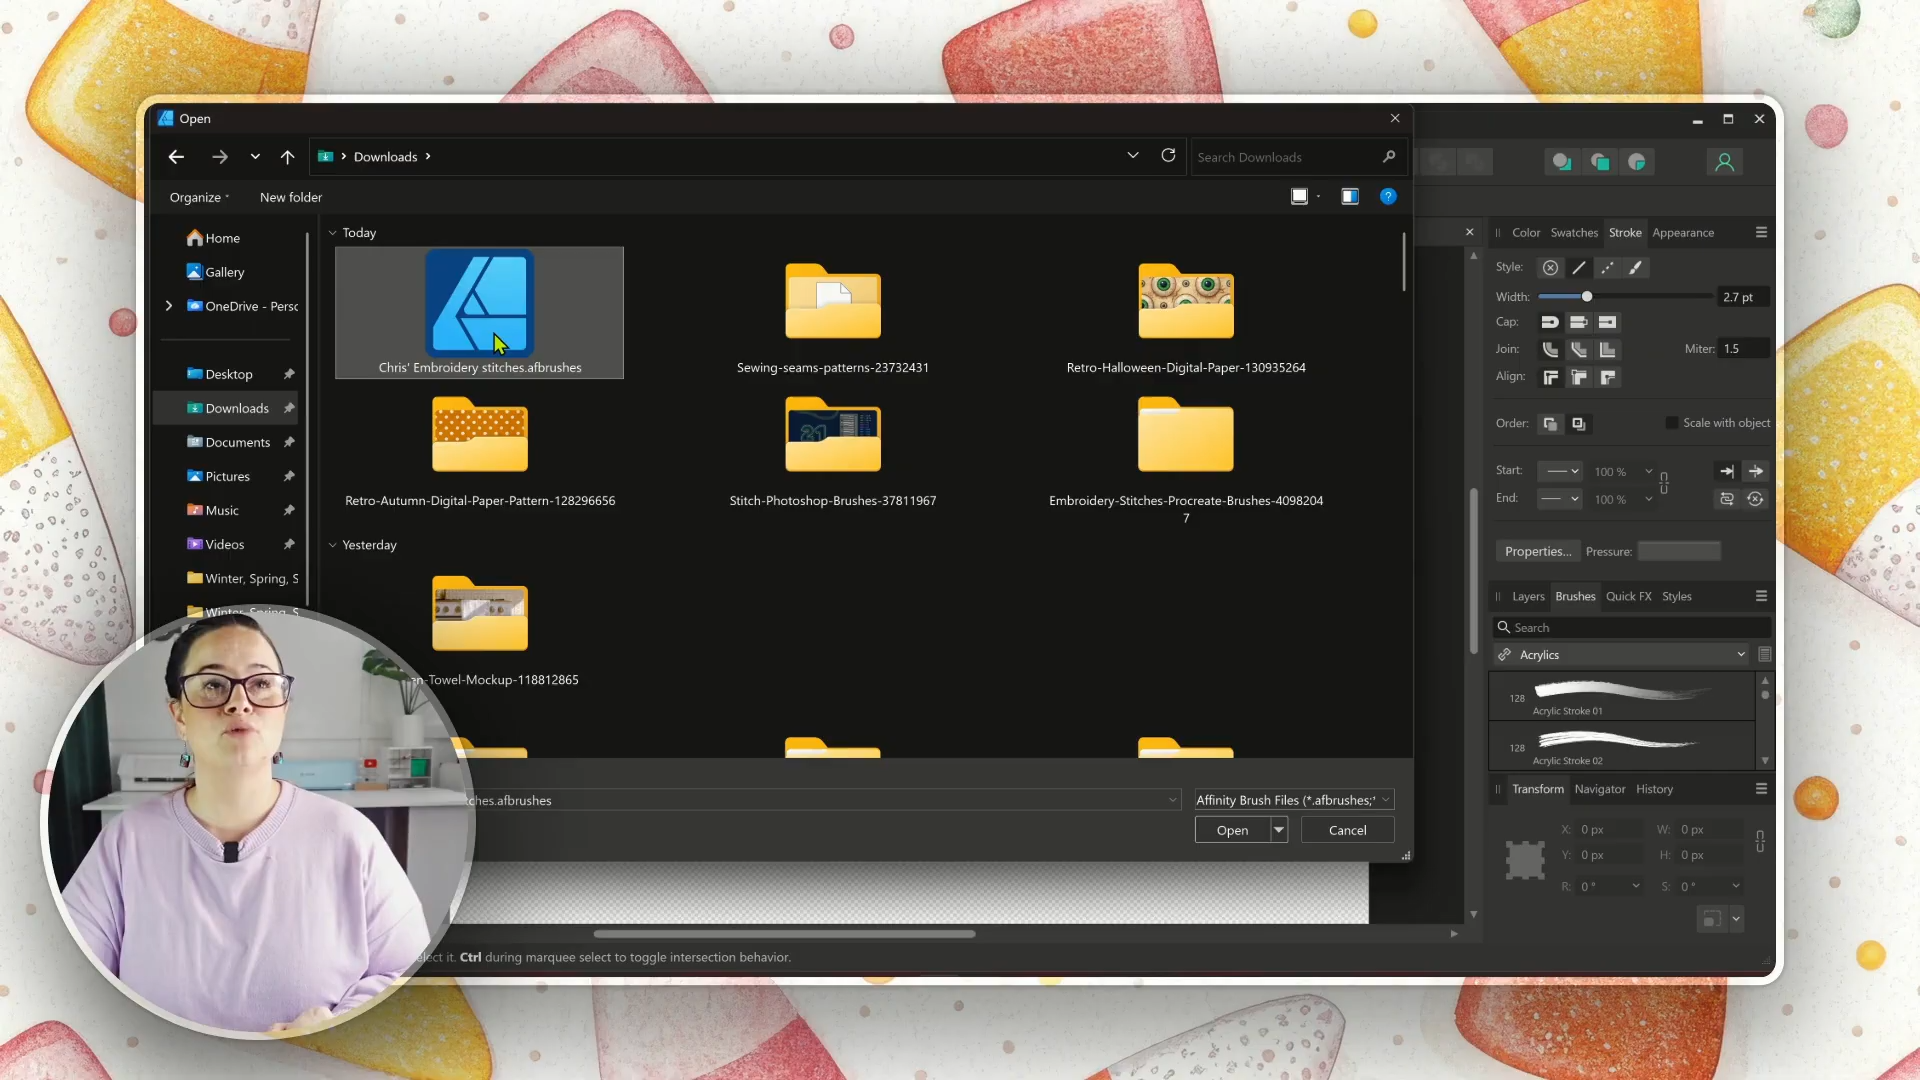 Open
Downloads
Search Downloads
Organize
New folder
Home
Gallery
OneDrive - Persc
Desktop
Downloads
Documents
Pictures
Music
Videos
Winter, Spring, S
Winter, Spring, S
Today
Chris' Embroidery stitches.afbrushes
Sewing-seams-patterns-23732431
Retro-Halloween-Digital-Paper-130935264
Retro-Autumn-Digital-Paper-Pattern-128296656
Stitch-Photoshop-Brushes-37811967
Embroidery-Stitches-Procreate-Brushes-4098204
7
Yesterday
en-Towel-Mockup-118812865
ches.afbrushes
Affinity Brush Files (*.afbrushes;*
Open
Cancel
elect it. Ctrl during marquee select to toggle intersection behavior.
Color Swatches Stroke Appearance
Style:
Width: 2.7 pt
Cap:
Join: Miter: 1.5
Align:
Order: Scale with object
Start: 100 %
End: 100 %
Properties... Pressure:
Layers Brushes Quick FX Styles
Search
Acrylics
128
Acrylic Stroke 01
128
Acrylic Stroke 02
Transform Navigator History
X: 0 px W: 0 px
Y: 0 px H: 0 px
R: 0 ° S: 0 °